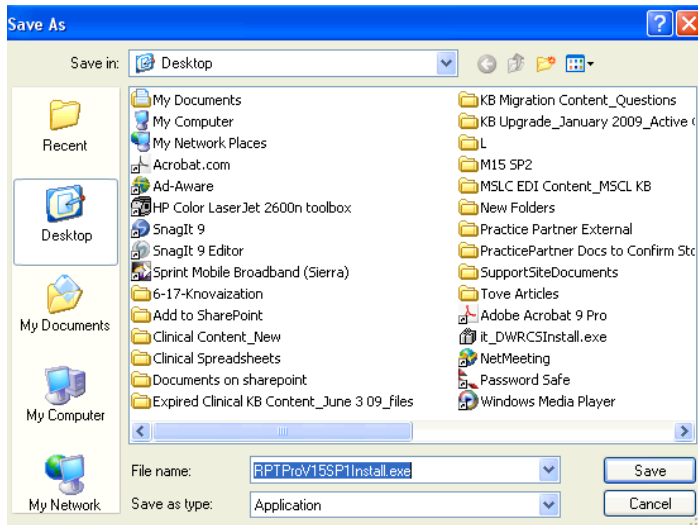 Save As
Save in: Desktop
Recent
Desktop
My Documents
My Computer
My Network
My Documents
My Computer
My Network Places
Acrobat.com
Ad-Aware
HP Color LaserJet 2600n toolbox
SnagIt 9
SnagIt 9 Editor
Sprint Mobile Broadband (Sierra)
6-17-Knovaization
Add to SharePoint
Clinical Content_New
Clinical Spreadsheets
Documents on sharepoint
Expired Clinical KB Content_June 3 09_files
KB Migration Content_Questions
KB Upgrade_January 2009_Active
L
M15 SP2
MSLC EDI Content_MSCL KB
New Folders
Practice Partner External
PracticePartner Docs to Confirm Sto
SupportSiteDocuments
Tove Articles
Adobe Acrobat 9 Pro
it_DWRCSInstall.exe
NetMeeting
Password Safe
Windows Media Player
File name: RPTProV15SP1Install.exe Save
Save as type: Application Cancel